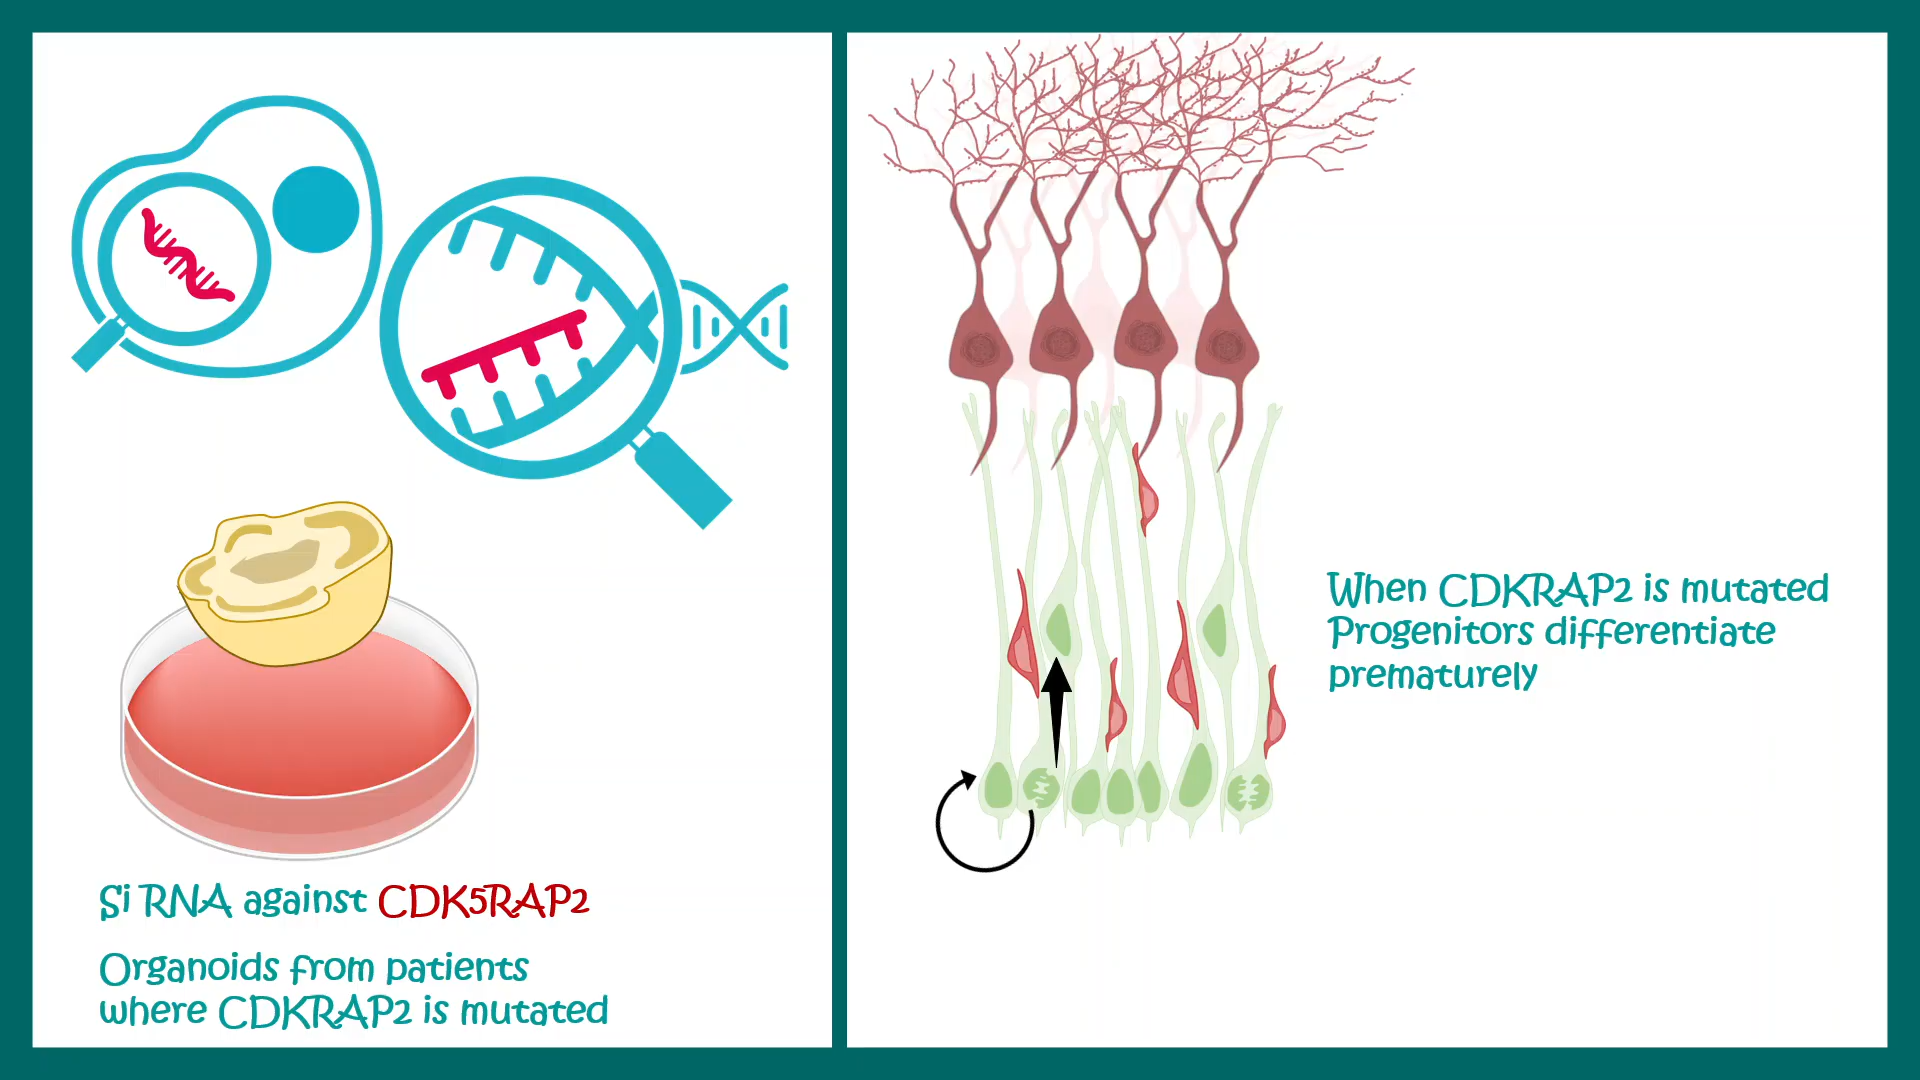 Si RNA against CDK5RAP2
Organoids from patients
where CDKRAP2 is mutated
When CDKRAP2 is mutated
Progenitors differentiate
prematurely